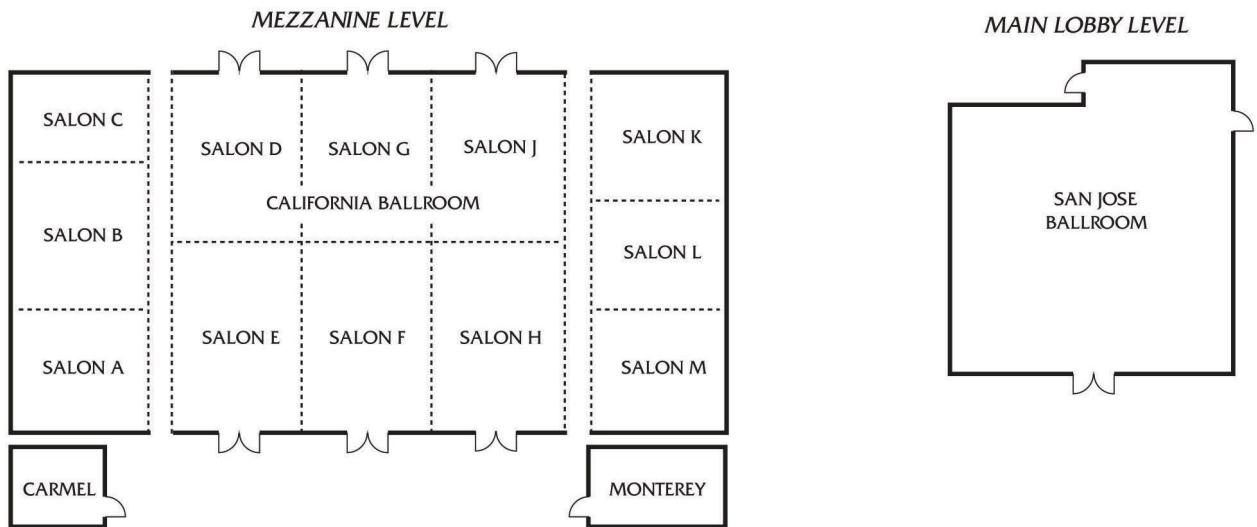 MEZZANINE LEVEL
MAIN LOBBY LEVEL
SALON C
SALON D
SALON G
SALON J
SALON K
CALIFORNIA BALLROOM
SALON B
SALON L
SALON E
SALON F
SALON H
SALON A
SALON M
CARMEL
MONTEREY
SAN JOSE
BALLROOM